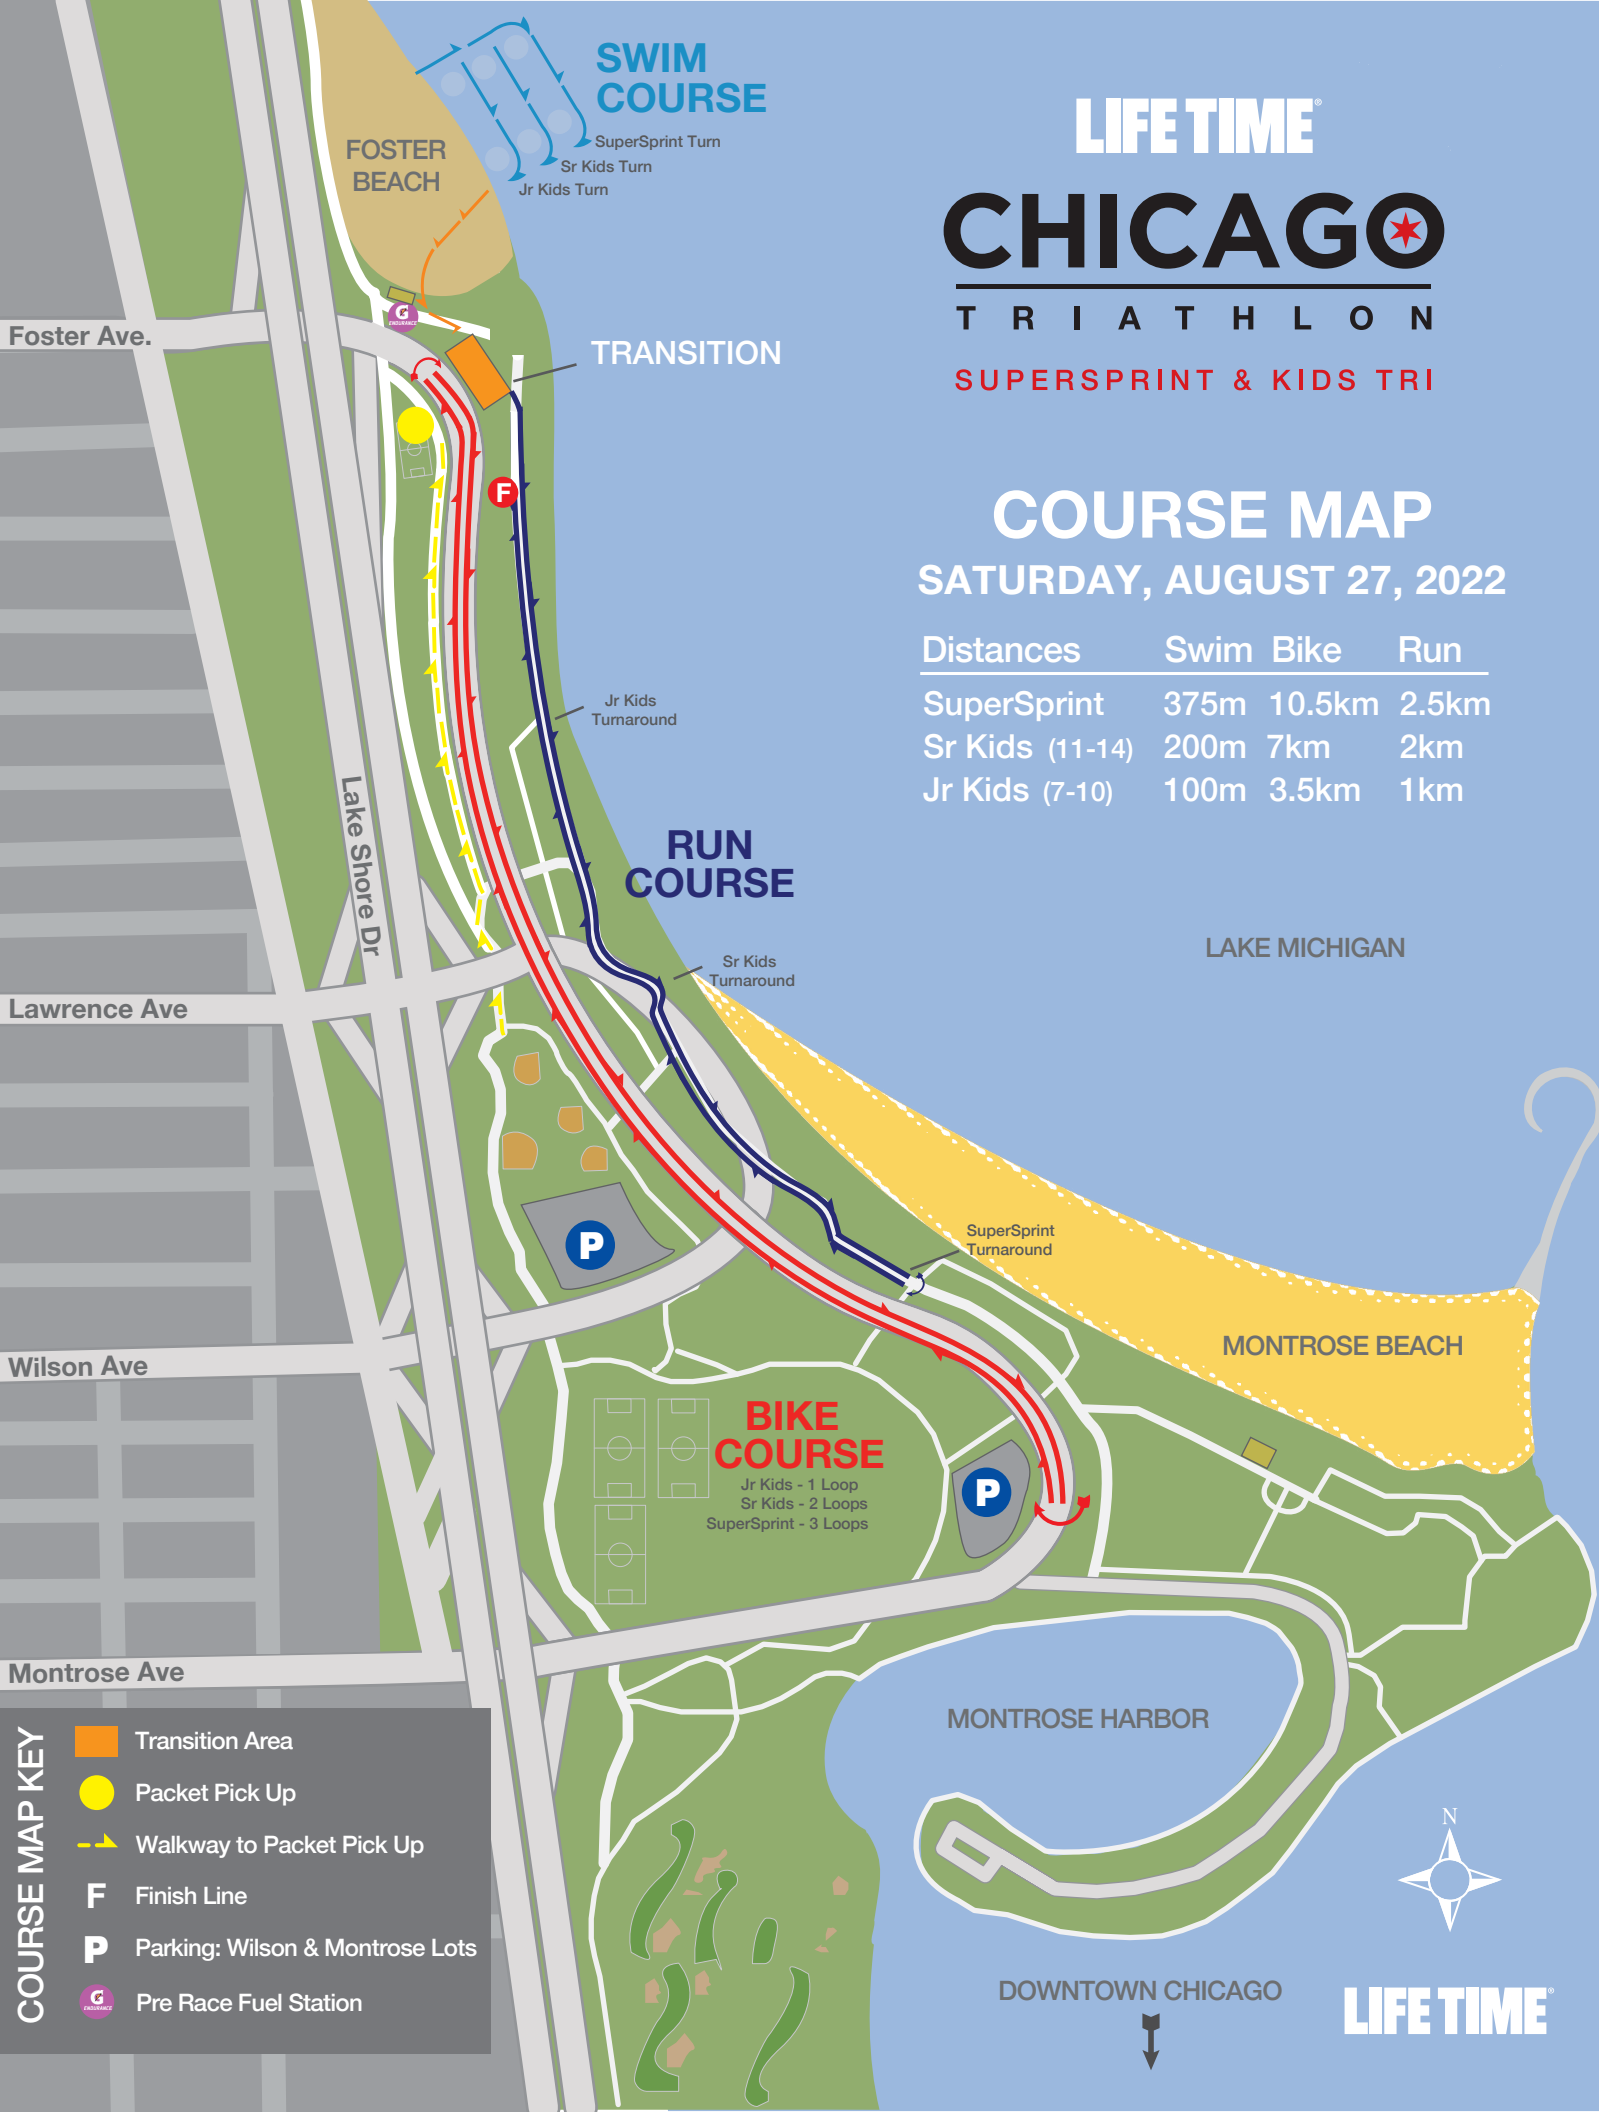 SWIM
COURSE
SuperSprint Turn
Sr Kids Turn
Jr Kids Turn
FOSTER
BEACH
LIFE TIME®
CHICAGO
TRIATHLON
SUPERSPRINT & KIDS TRI
G
ENDURANCE
Foster Ave.
TRANSITION
F
COURSE MAP
SATURDAY, AUGUST 27, 2022
Distances Swim Bike Run
SuperSprint 375m 10.5km 2.5km
Sr Kids (11-14) 200m 7km 2km
Jr Kids (7-10) 100m 3.5km 1km
Jr Kids
Turnaround
Lake Shore Dr
RUN
COURSE
LAKE MICHIGAN
Sr Kids
Turnaround
Lawrence Ave
P
SuperSprint
Turnaround
MONTROSE BEACH
Wilson Ave
BIKE
COURSE
Jr Kids - 1 Loop
Sr Kids - 2 Loops
SuperSprint - 3 Loops
P
Montrose Ave
MONTROSE HARBOR
COURSE MAP KEY
Transition Area
Packet Pick Up
Walkway to Packet Pick Up
F Finish Line
P Parking: Wilson & Montrose Lots
G
ENDURANCE
Pre Race Fuel Station
N
DOWNTOWN CHICAGO
LIFE TIME®